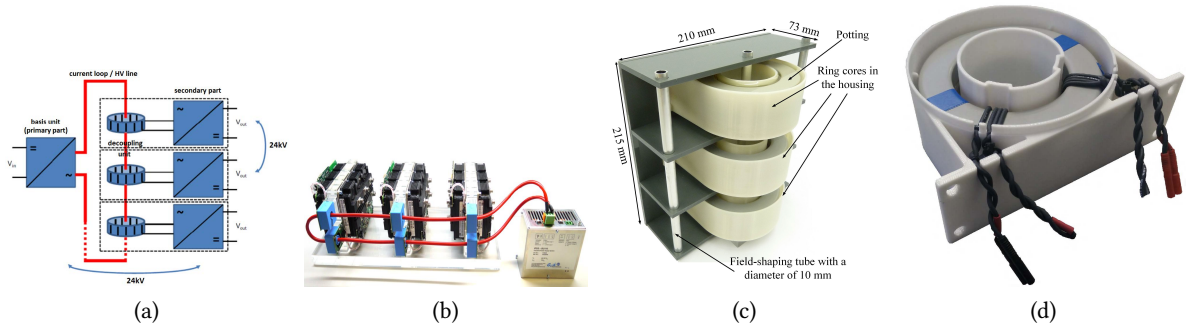 current loop / HV line
secondary part
basis unit
(primary part)
Vin
decoupling
unit
Vout
Vout
Vout
24kV
24kV
~
=
~
=
~
=
=
~
(a)
(b)
210 mm
73 mm
215 mm
Potting
Ring cores in
the housing
Field-shaping tube with a
diameter of 10 mm
(c)
(d)